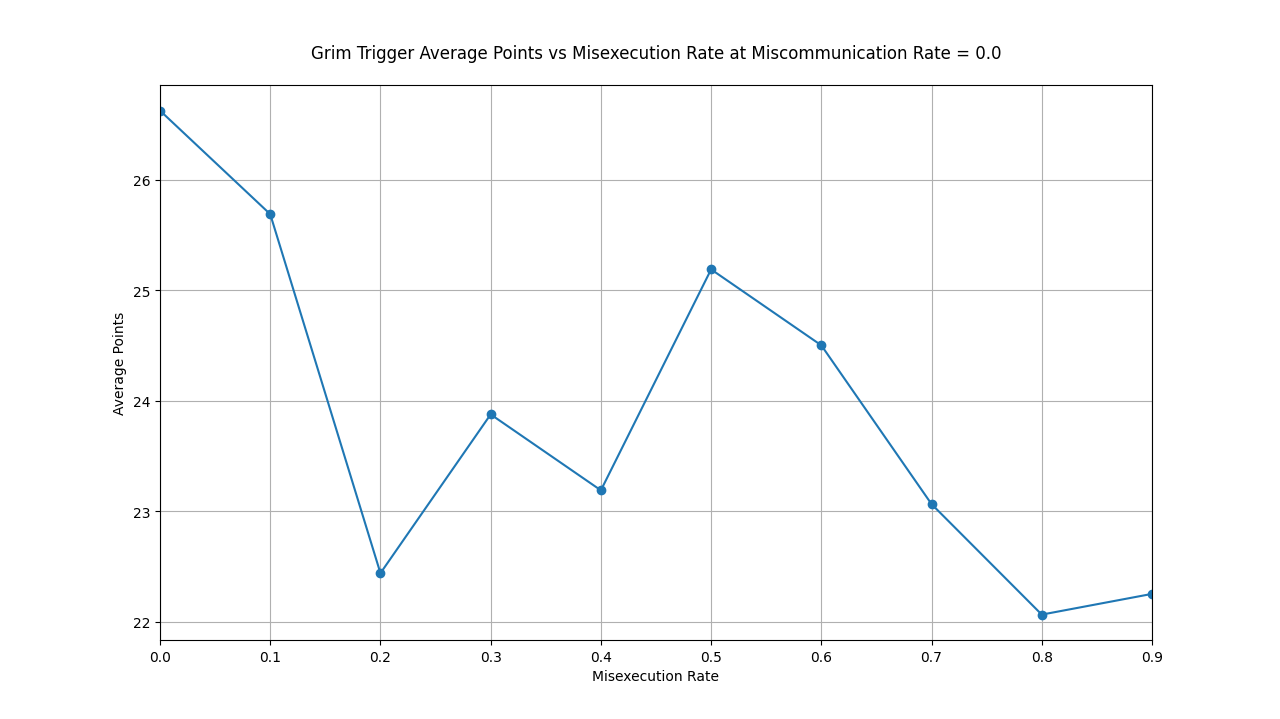 Grim Trigger Average Points vs Misexecution Rate at Miscommunication Rate = 0.0
Average Points
26
25
24
23
22
0.0 0.1 0.2 0.3 0.4 0.5 0.6 0.7 0.8 0.9
Misexecution Rate